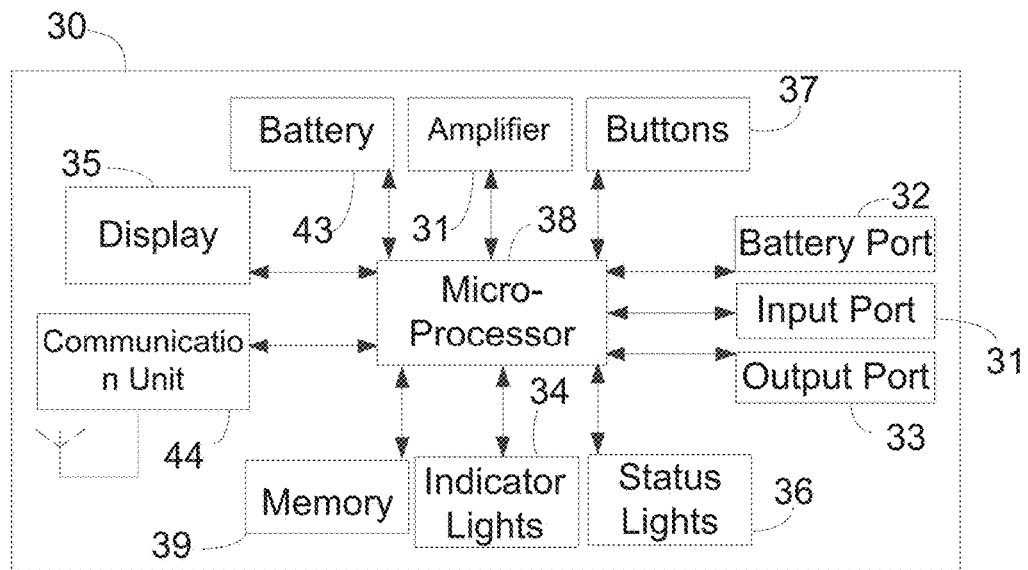 30
37
Battery
Amplifier
Buttons
35
32
Display
43
31
38
Battery Port
Micro-
Processor
Input Port
Communicatio
n Unit
31
34
Output Port
44
33
Memory
Indicator
Lights
Status
Lights
36
39